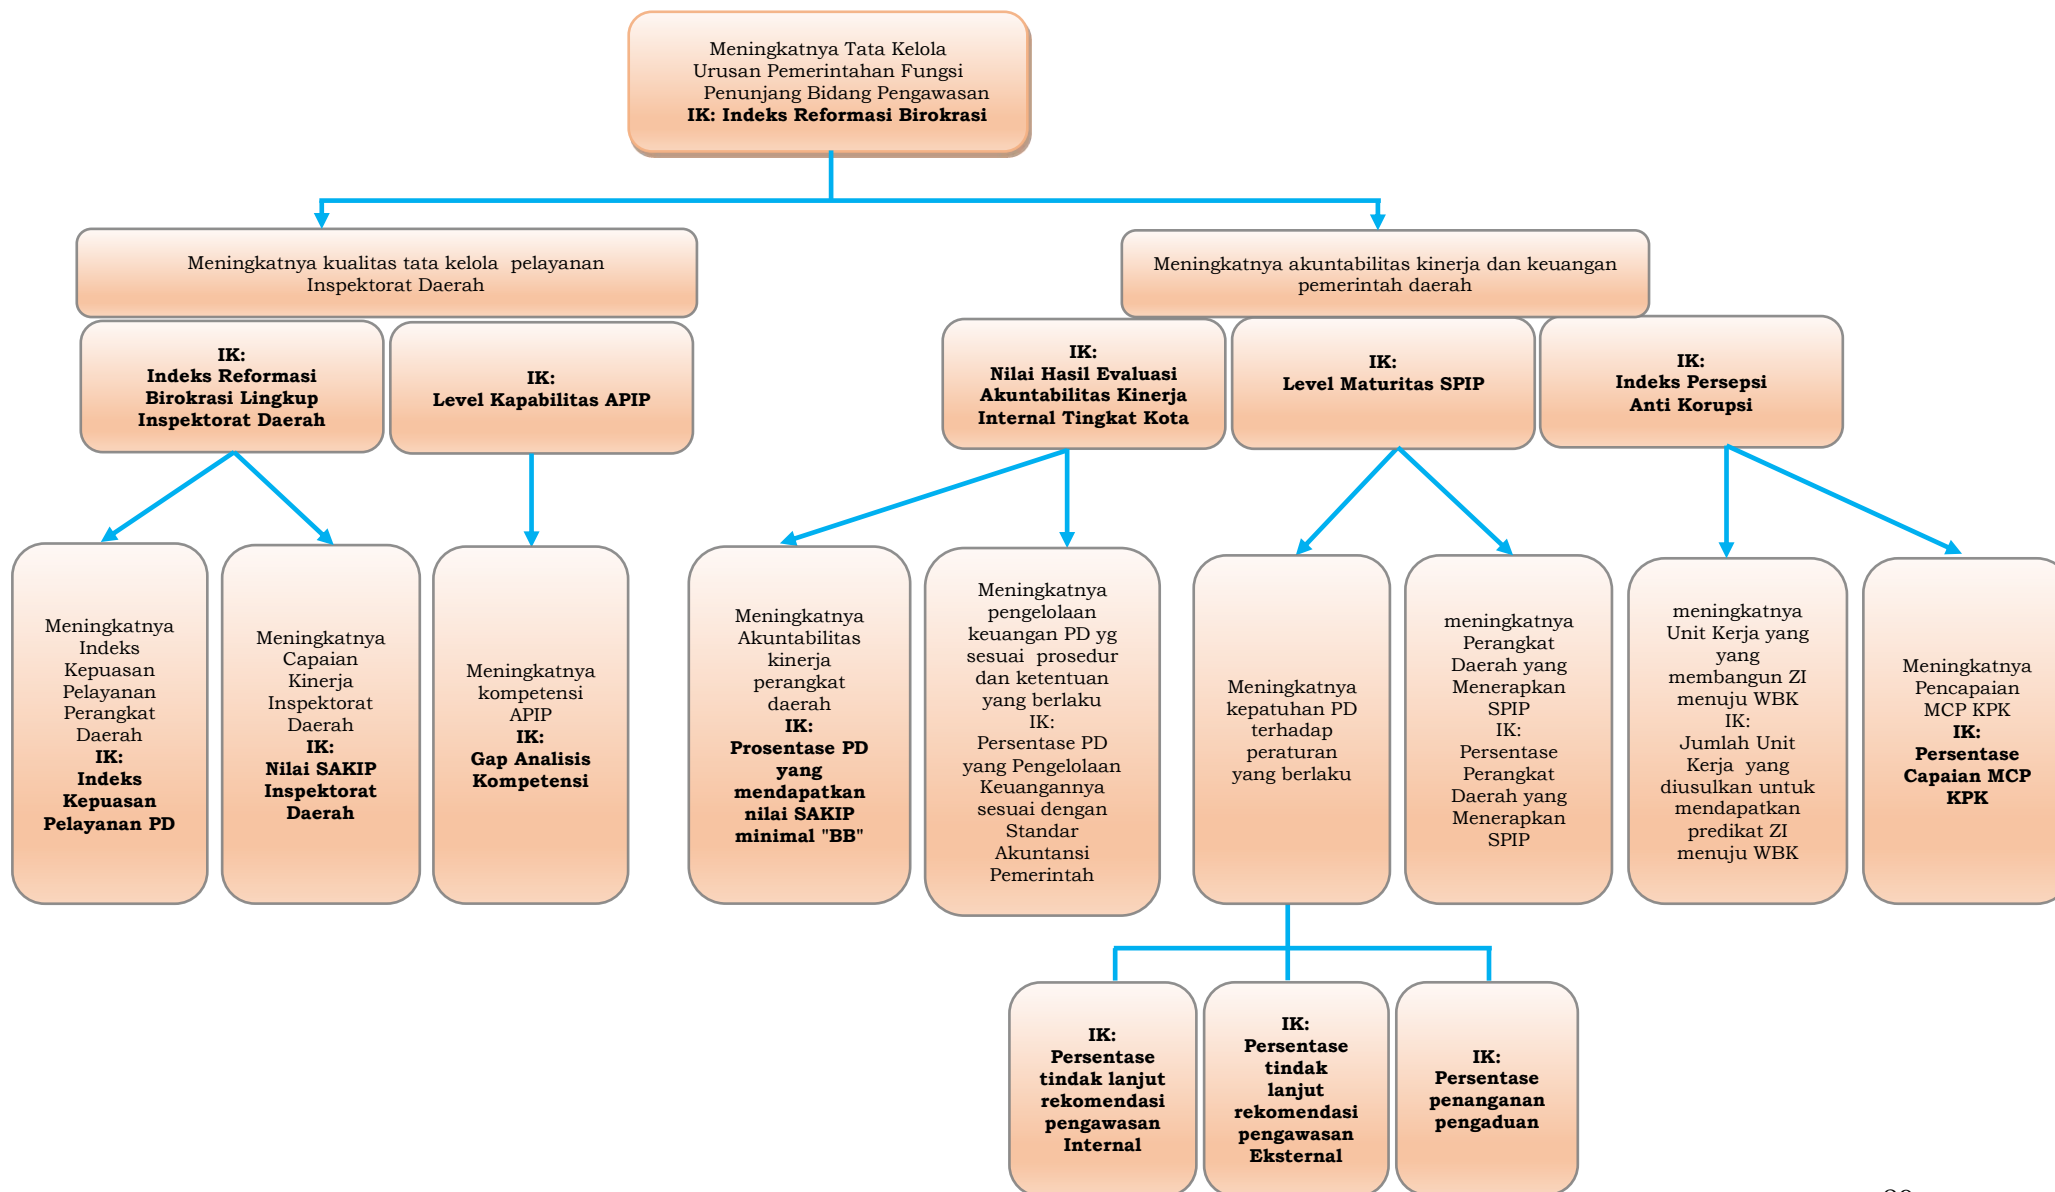 Meningkatnya Tata Kelola
Urusan Pemerintahan Fungsi
Penunjang Bidang Pengawasan
IK: Indeks Reformasi Birokrasi
Meningkatnya kualitas tata kelola pelayanan
Inspektorat Daerah
Meningkatnya akuntabilitas kinerja dan keuangan
pemerintah daerah
IK:
Indeks Reformasi
Birokrasi Lingkup
Inspektorat Daerah
IK:
Level Kapabilitas APIP
IK:
Nilai Hasil Evaluasi
Akuntabilitas Kinerja
Internal Tingkat Kota
IK:
Level Maturitas SPIP
IK:
Indeks Persepsi
Anti Korupsi
Meningkatnya
Indeks
Kepuasan
Pelayanan
Perangkat
Daerah
IK:
Indeks
Kepuasan
Pelayanan PD
Meningkatnya
Capaian
Kinerja
Inspektorat
Daerah
IK:
Nilai SAKIP
Inspektorat
Daerah
Meningkatnya
kompetensi
APIP
IK:
Gap Analisis
Kompetensi
Meningkatnya
Akuntabilitas
kinerja
perangkat
daerah
IK:
Prosentase PD
yang
mendapatkan
nilai SAKIP
minimal "BB"
Meningkatnya
pengelolaan
keuangan PD yg
sesuai prosedur
dan ketentuan
yang berlaku
IK:
Persentase PD
yang Pengelolaan
Keuangannya
sesuai dengan
Standar
Akuntansi
Pemerintah
Meningkatnya
kepatuhan PD
terhadap
peraturan
yang berlaku
meningkatnya
Perangkat
Daerah yang
Menerapkan
SPIP
IK:
Persentase
Perangkat
Daerah yang
Menerapkan
SPIP
meningkatnya
Unit Kerja yang
yang
membangun ZI
menuju WBK
IK:
Jumlah Unit
Kerja yang
diusulkan untuk
mendapatkan
predikat ZI
menuju WBK
Meningkatnya
Pencapaian
MCP KPK
IK:
Persentase
Capaian MCP
KPK
IK:
Persentase
tindak lanjut
rekomendasi
pengawasan
Internal
IK:
Persentase
tindak
lanjut
rekomendasi
pengawasan
Eksternal
IK:
Persentase
penanganan
pengaduan